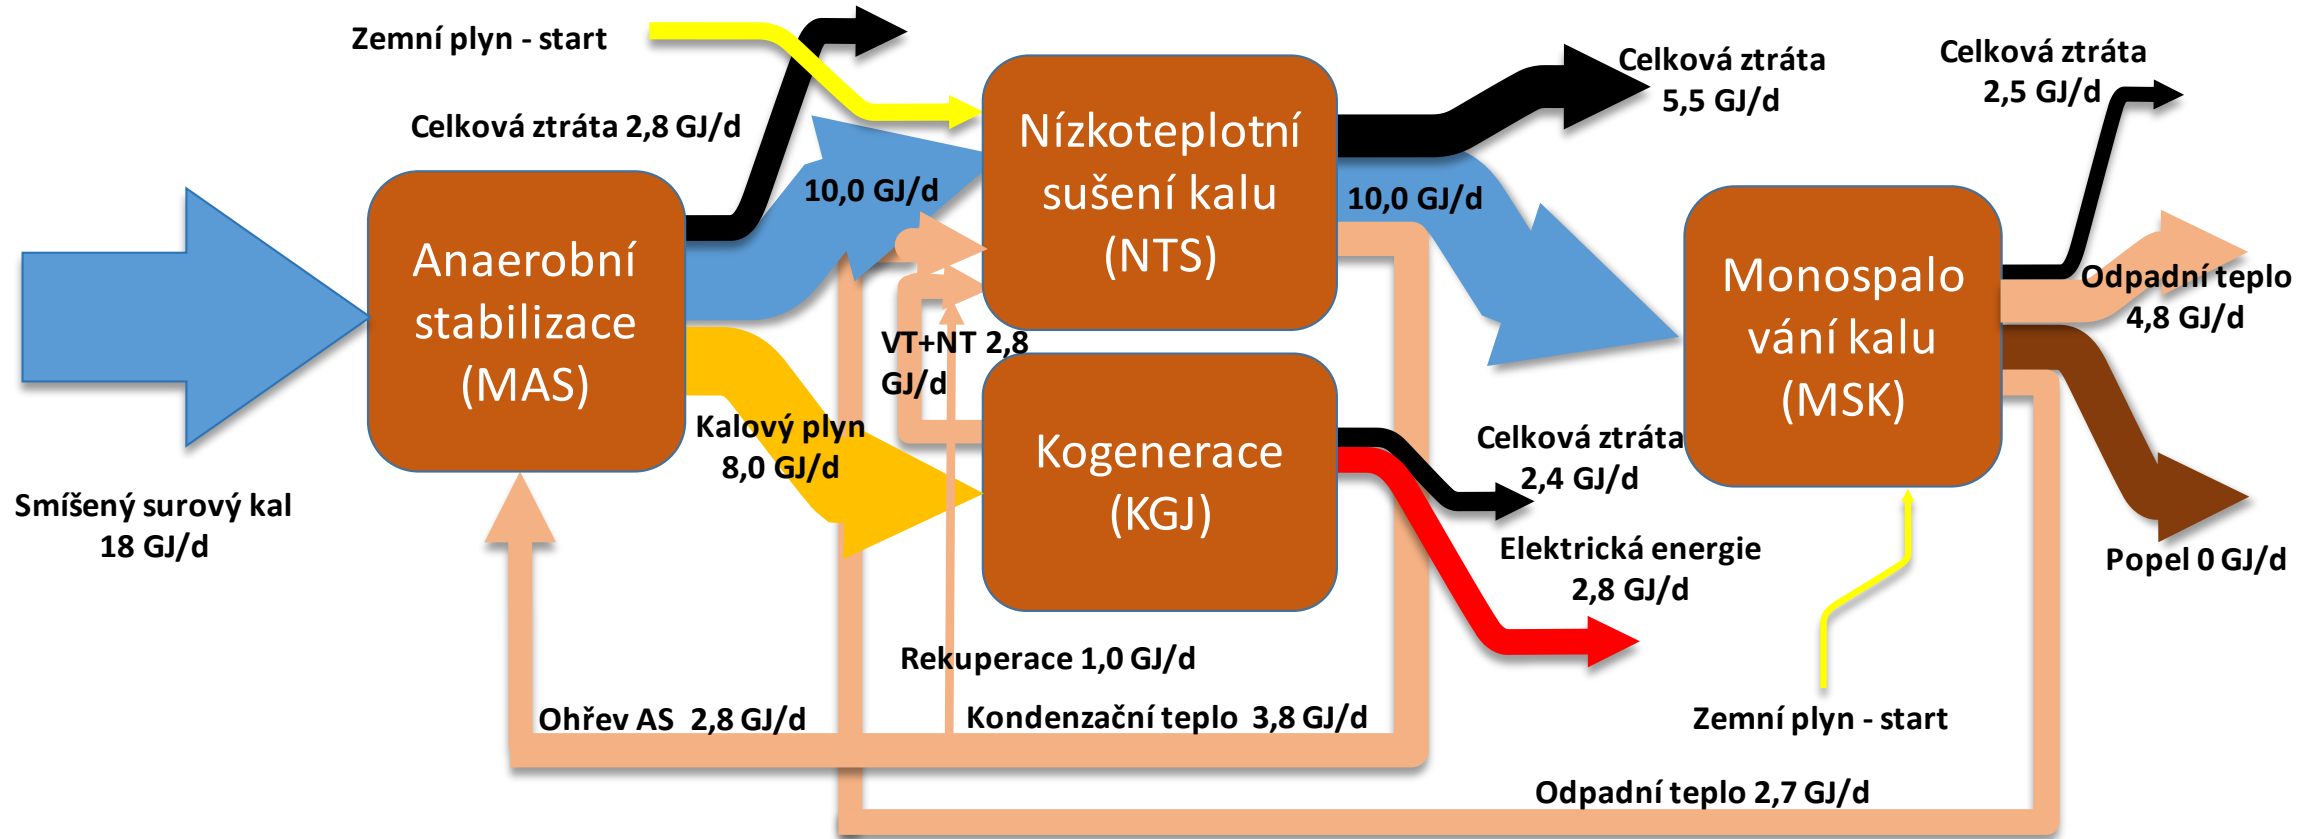 Zemní plyn - start
Celková ztráta 2,8 GJ/d
Celková ztráta
5,5 GJ/d
Celková ztráta
2,5 GJ/d
Nízkoteplotní
sušení kalu
(NTS)
10,0 GJ/d
10,0 GJ/d
Anaerobní
stabilizace
(MAS)
Monospalo
vání kalu
(MSK)
Odpadní teplo
4,8 GJ/d
VT+NT 2,8
GJ/d
Kalový plyn
8,0 GJ/d
Kogenerace
(KGJ)
Celková ztráta
2,4 GJ/d
Smíšený surový kal
18 GJ/d
Elektrická energie
2,8 GJ/d
Popel 0 GJ/d
Rekuperace 1,0 GJ/d
Ohřev AS  2,8 GJ/d
Kondenzační teplo  3,8 GJ/d
Zemní plyn - start
Odpadní teplo 2,7 GJ/d